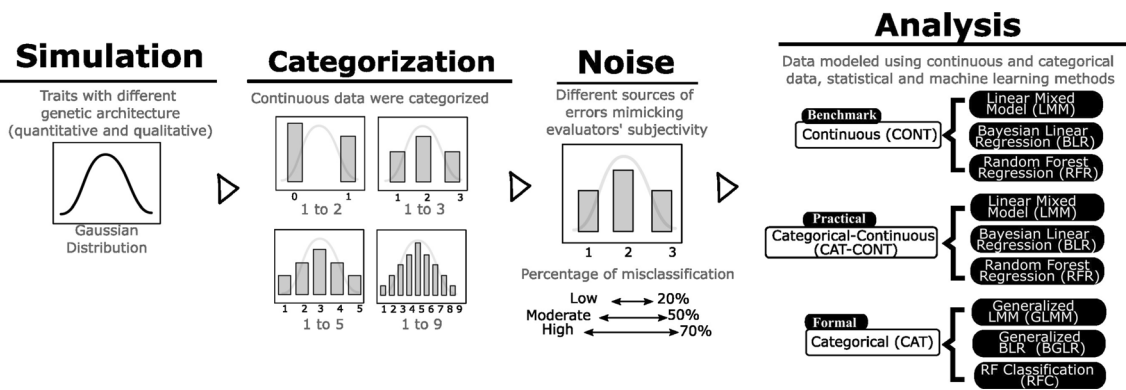 Simulation
Traits with different
genetic architecture
(quantitative and qualitative)
Gaussian
Distribution
Categorization
Continuous data were categorized
0 1
1 to 2
1 2 3
1 to 3
1 2 3 4 5
1 to 5
1 2 3 4 5 6 7 8 9
1 to 9
Noise
Different sources of
errors mimicking
evaluators' subjectivity
1 2 3
Percentage of misclassification
Low 20%
Moderate 50%
High 70%
Analysis
Data modeled using continuous and categorical
data, statistical and machine learning methods
Benchmark
Continuous (CONT)
Linear Mixed
Model (LMM)
Bayesian Linear
Regression (BLR)
Random Forest
Regression (RFR)
Practical
Categorical-Continuous
(CAT-CONT)
Linear Mixed
Model (LMM)
Bayesian Linear
Regression (BLR)
Random Forest
Regression (RFR)
Formal
Categorical (CAT)
Generalized
LMM (GLMM)
Generalized
BLR (BGLR)
RF Classification
(RFC)